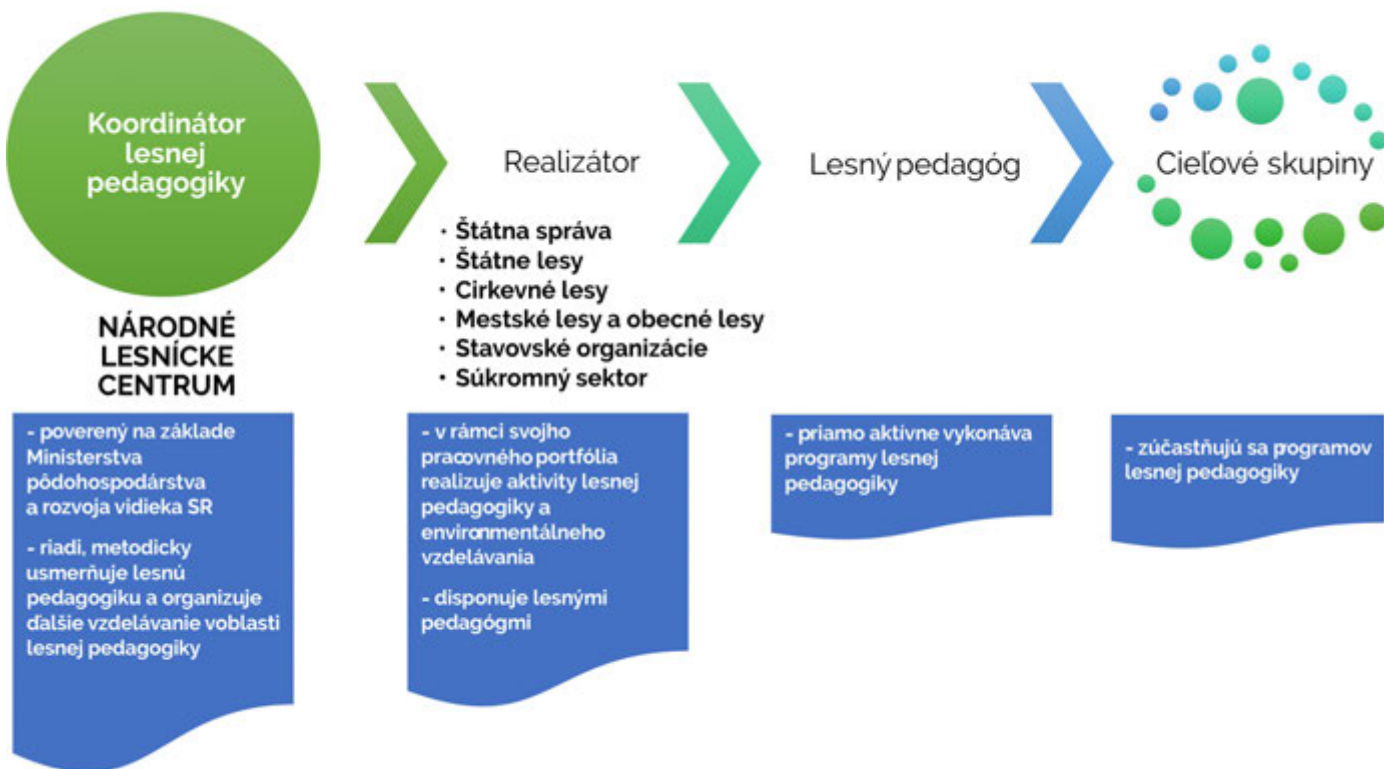 Koordinátor
lesnej
pedagogiky
NÁRODNÉ
LESNÍCKE
CENTRUM
- poverený na základe
Ministerstva
pôdohospodárstva
a rozvoja vidieka SR
- riadi, metodicky
usmerňuje lesnú
pedagogiku a organizuje
ďalšie vzdelávanie voblasti
lesnej pedagogiky
Realizátor
· Štátna správa
· Štátne lesy
· Cirkevné lesy
· Mestské lesy a obecné lesy
· Stavovské organizácie
· Súkromný sektor
- v rámci svojho
pracovného portfólia
realizuje aktivity lesnej
pedagogiky a
environmentálneho
vzdelávania
- disponuje lesnými
pedagógmi
Lesný pedagóg
- priamo aktívne vykonáva
programy lesnej
pedagogiky
Cieľové skupiny
- zúčastňujú sa programov
lesnej pedagogiky